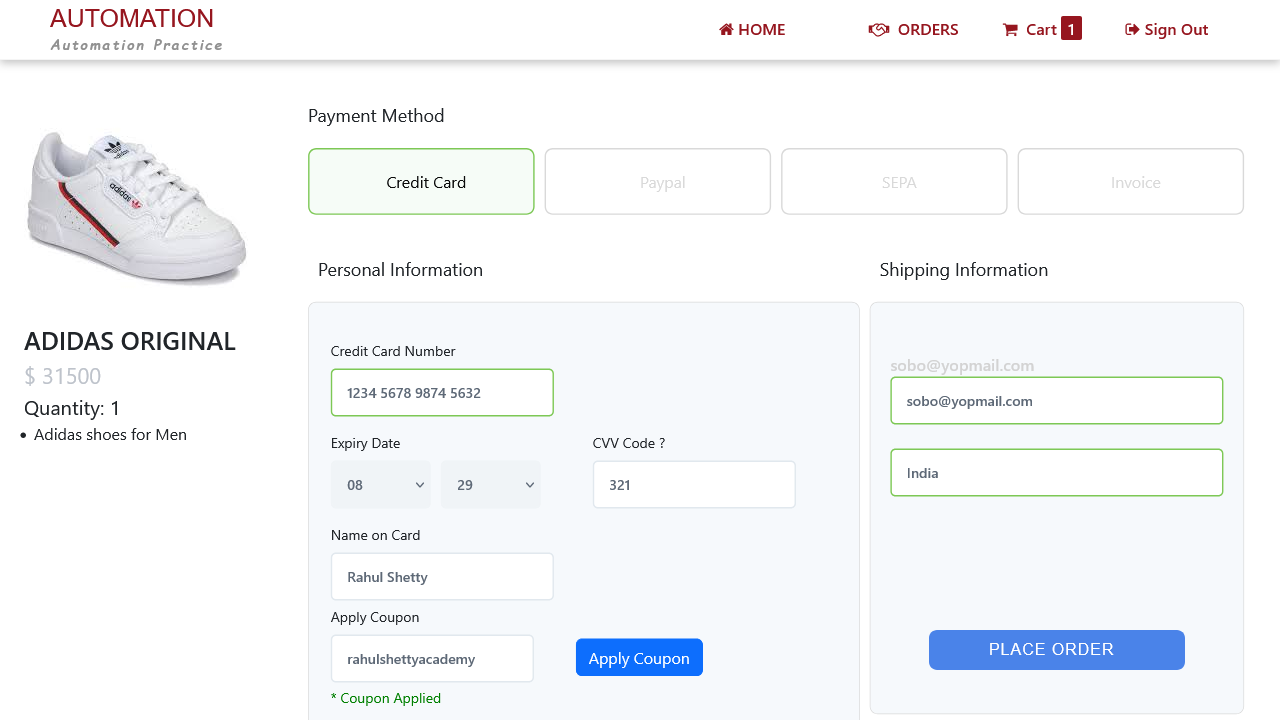 AUTOMATION
Automation Practice
HOME
ORDERS
Cart 1
Sign Out
adidas
adidas
ADIDAS ORIGINAL
$ 31500
Quantity: 1
• Adidas shoes for Men
Payment Method
Credit Card
Paypal
SEPA
Invoice
Personal Information
Credit Card Number
1234 5678 9874 5632
Expiry Date
CVV Code ?
08
29
321
Name on Card
Rahul Shetty
Apply Coupon
rahulshettyacademy
Apply Coupon
* Coupon Applied
Shipping Information
sobo@yopmail.com
sobo@yopmail.com
India
PLACE ORDER